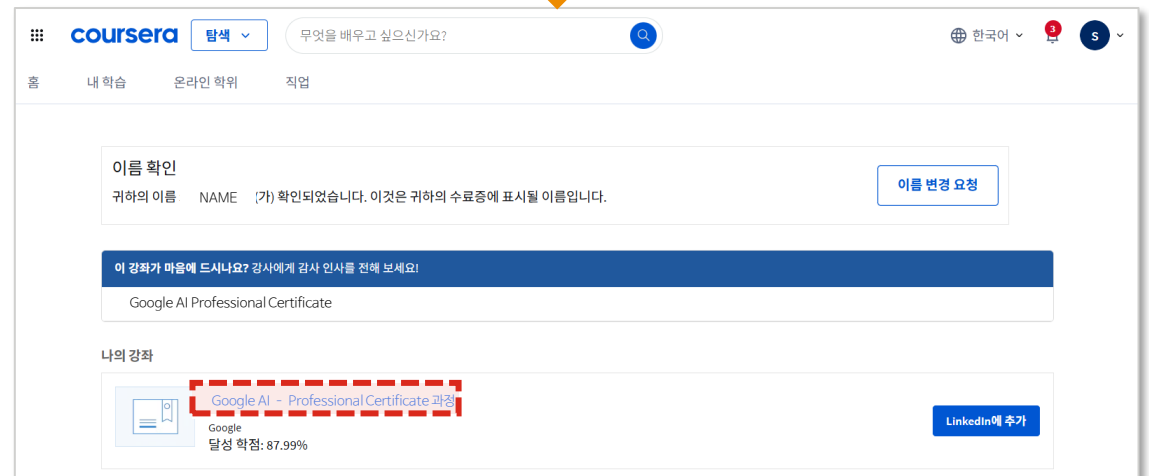 coursera 탐색 무엇을 배우고 싶으신가요? 한국어 3 S
홈 내 학습 온라인 학위 직업
이름 확인
귀하의 이름 NAME (가) 확인되었습니다. 이것은 귀하의 수료증에 표시될 이름입니다.
이름 변경 요청
이 강좌가 마음에 드시나요? 강사에게 감사 인사를 전해 보세요!
Google AI Professional Certificate
나의 강좌
Google AI - Professional Certificate 과정
Google
달성 학점: 87.99%
LinkedIn에 추가